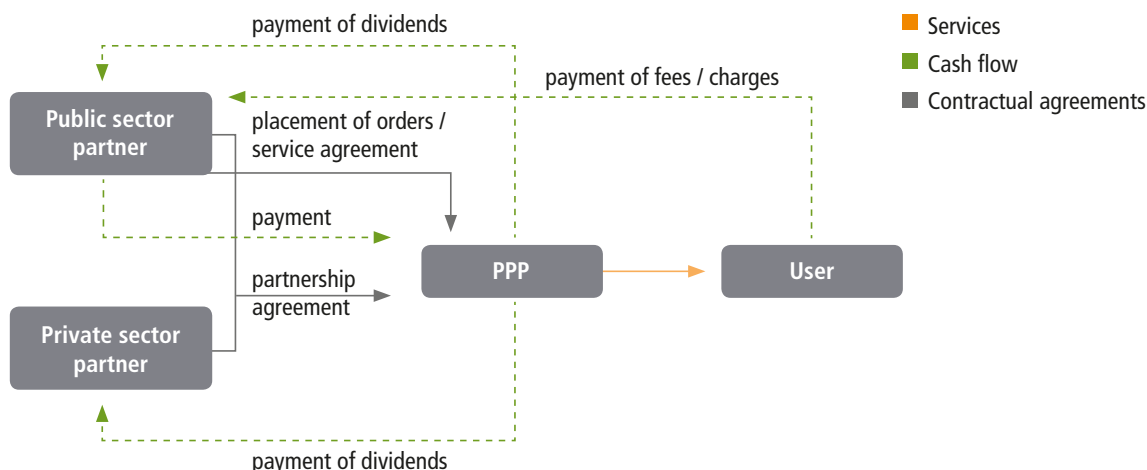 payment of dividends
Services
Cash flow
Contractual agreements
payment of fees / charges
Public sector
partner
placement of orders /
service agreement
payment
PPP
User
partnership
agreement
Private sector
partner
payment of dividends